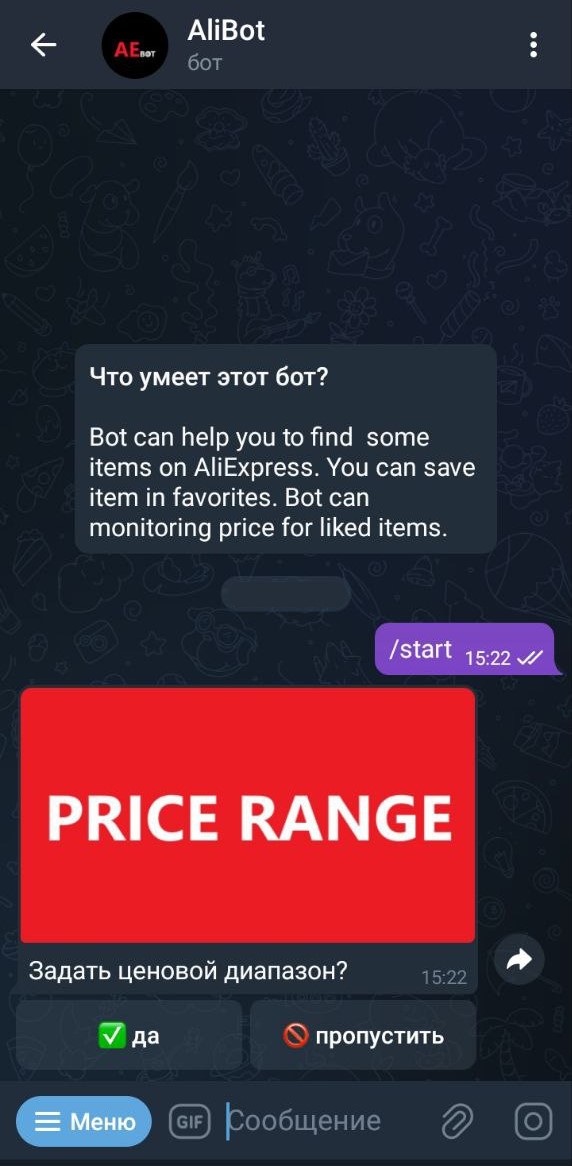 AliBot
AE BOT
бот
Что умеет этот бот?
Bot can help you to find  some
items on AliExpress. You can save
item in favorites. Bot can
monitoring price for liked items.
/start 15:22
PRICE RANGE
Задать ценовой диапазон? 15:22
✅ да
🚫 пропустить
Меню
GIF
Сообщение